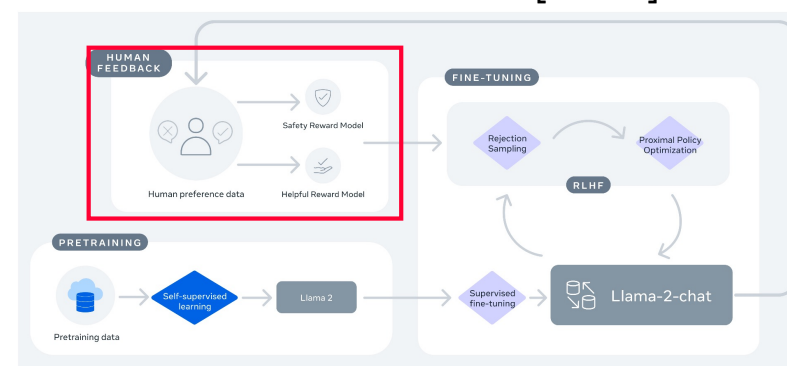 HUMAN
FEEDBACK
Safety Reward Model
Human preference data
Helpful Reward Model
FINE-TUNING
Rejection
Sampling
Proximal Policy
Optimization
RLHF
PRETRAINING
Self-supervised
learning
Llama 2
Pretraining data
Supervised
fine-tuning
Llama-2-chat